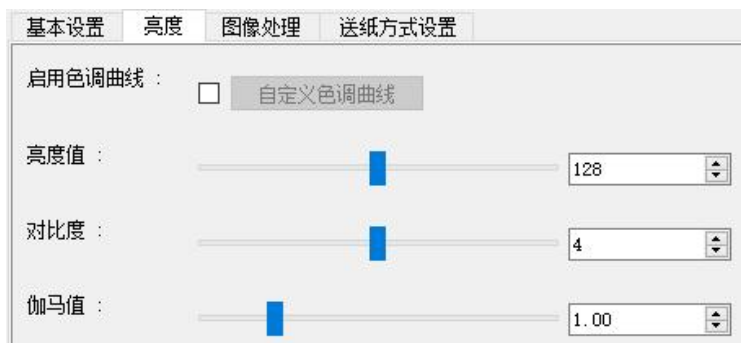 基本设置 亮度 图像处理 送纸方式设置
启用色调曲线 : 自定义色调曲线
亮度值 : 128
对比度 : 4
伽马值 : 1.00